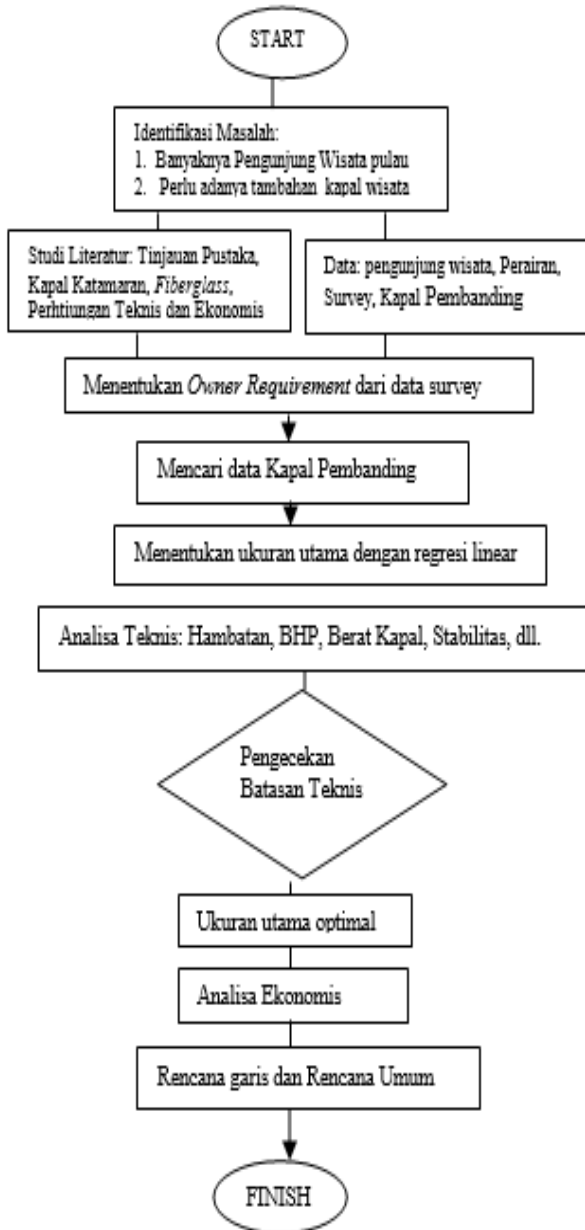 START
Identifikasi Masalah:
1. Banyaknya Pengunjung Wisata pulau
2. Perlu adanya tambahan kapal wisata
Studi Literatur: Tinjauan Pustaka,
Kapal Katamaran, Fiberglass,
Perhtiungan Teknis dan Ekonomis
Data: pengunjung wisata, Perairan,
Survey, Kapal Pembanding
Menentukan Owner Requirement dari data survey
Mencari data Kapal Pembanding
Menentukan ukuran utama dengan regresi linear
Analisa Teknis: Hambatan, BHP, Berat Kapal, Stabilitas, dll.
Pengecekan
Batasan Teknis
Ukuran utama optimal
Analisa Ekonomis
Rencana garis dan Rencana Umum
FINISH